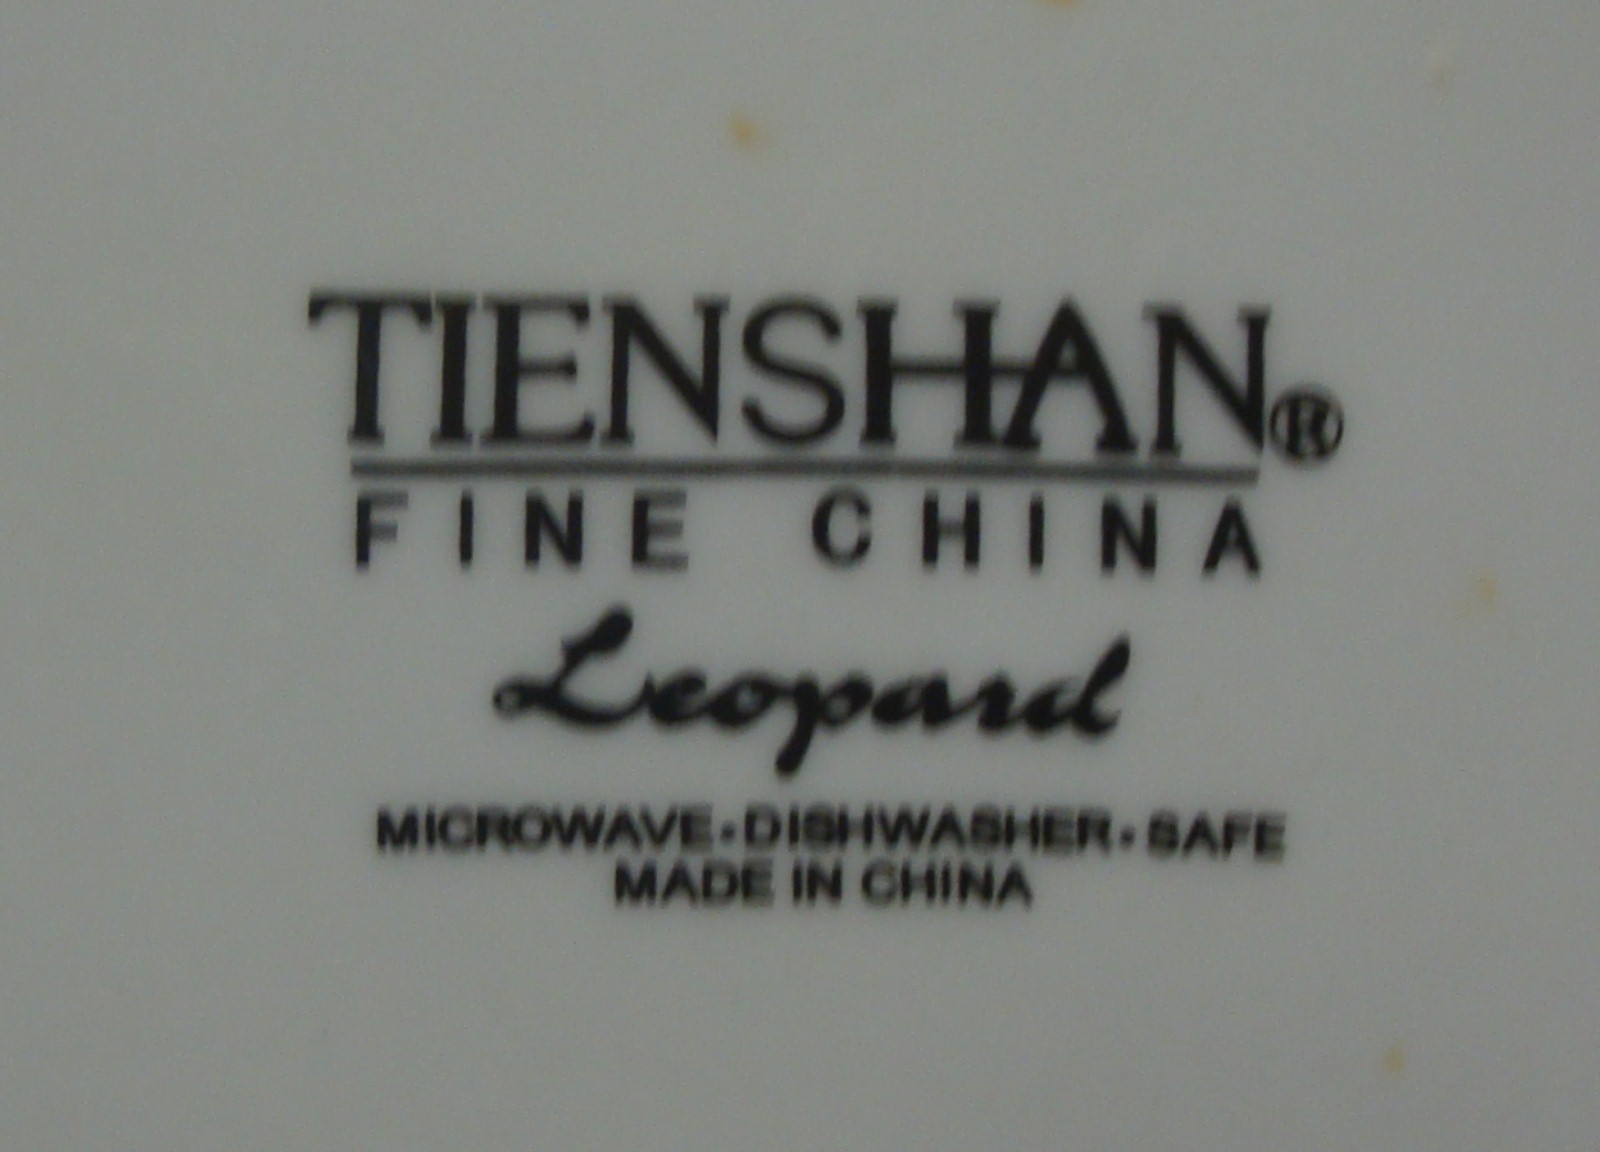 TIENSHAN®
FINE CHINA
Leopard
MICROWAVE·DISHWASHER·SAFE
MADE IN CHINA